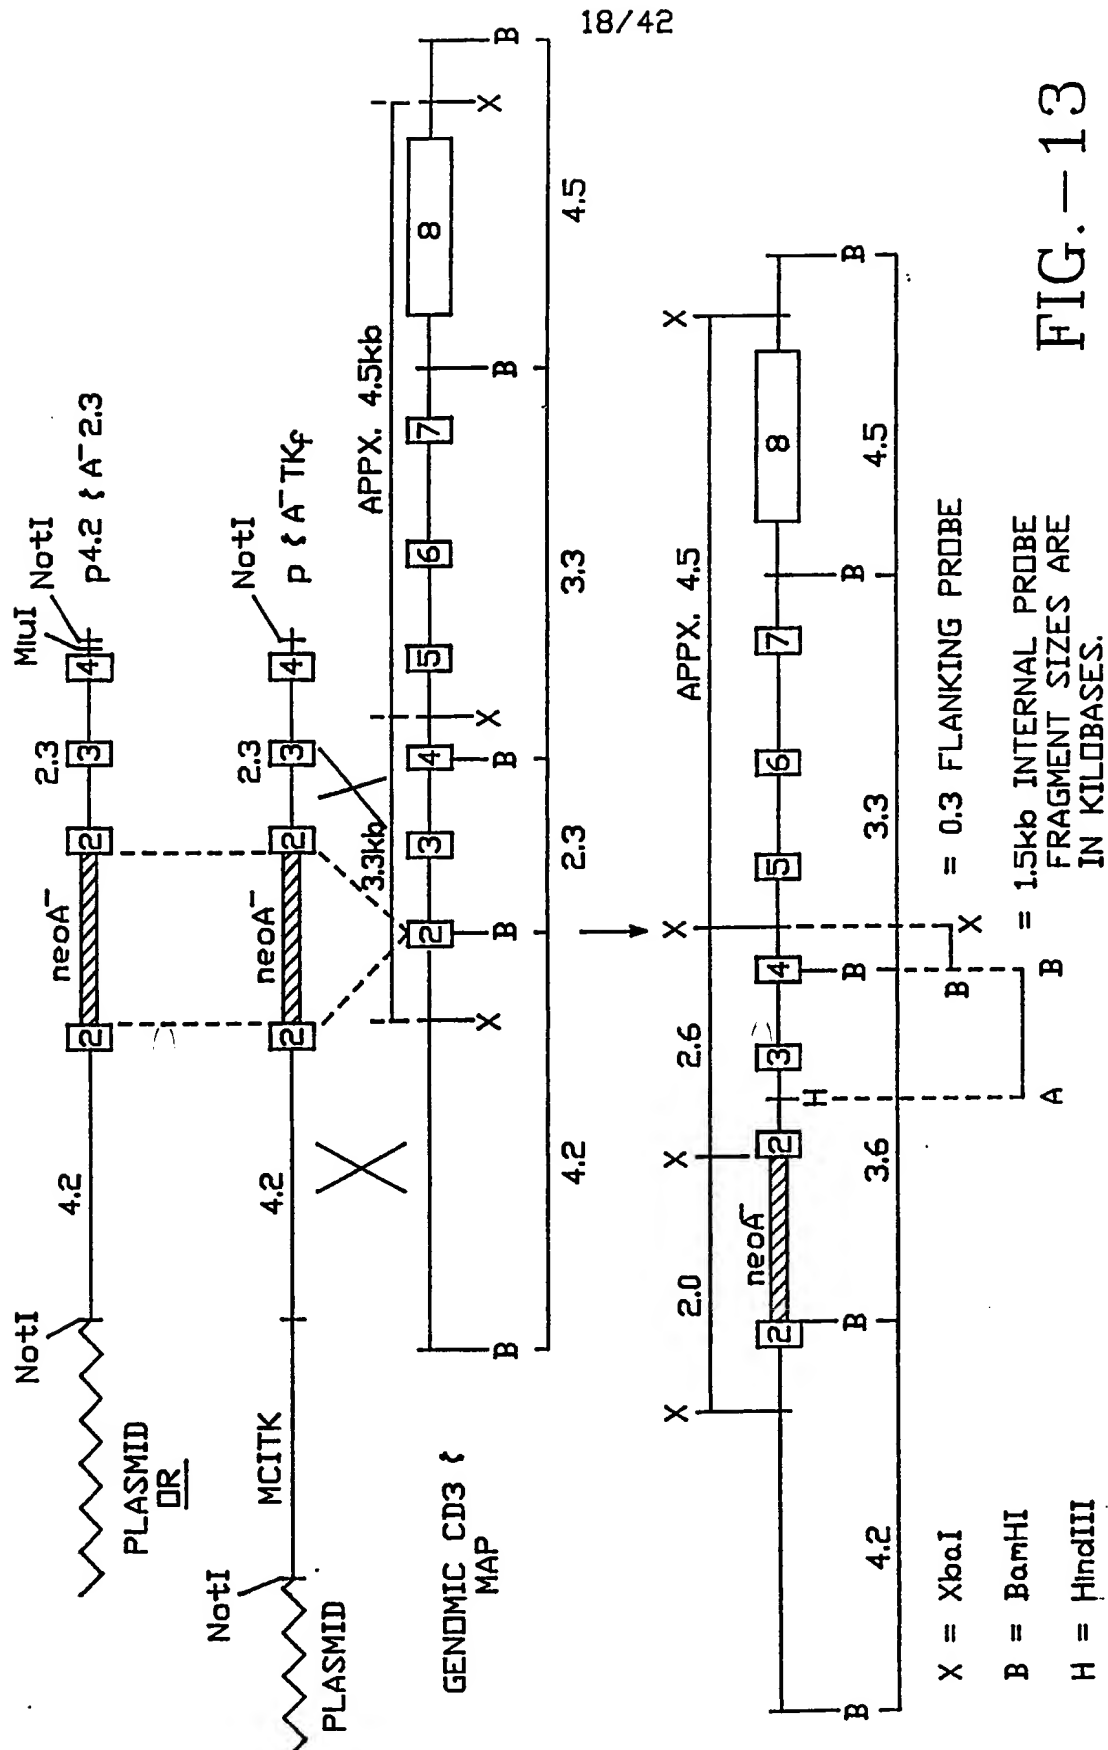 18/42
NotI
4.2
2
neoA⁻
2
2.3
3
4
MluI
NotI
p4.2 ξ A⁻ 2.3
PLASMID
OR
NotI
MCITK
4.2
2
neoA⁻
2
2.3
3
4
NotI
p ξ A⁻ TKf
PLASMID
3.3kb
APPX. 4.5kb
GENOMIC CD3 ξ
MAP
2
3
4
5
6
7
8
B
X
B
B
X
B
X
B
4.2
2.3
3.3
4.5
X
2.0
X
2.6
X
APPX. 4.5
X
2
neoA⁻
2
3
4
5
6
7
8
H
B
B
B
B
B
4.2
3.6
3.3
4.5
B
X
= 0.3 FLANKING PROBE
A
B
= 1.5kb INTERNAL PROBE
FRAGMENT SIZES ARE
IN KILOBASES.
X = XbaI
B = BamHI
H = HindIII
FIG.-13